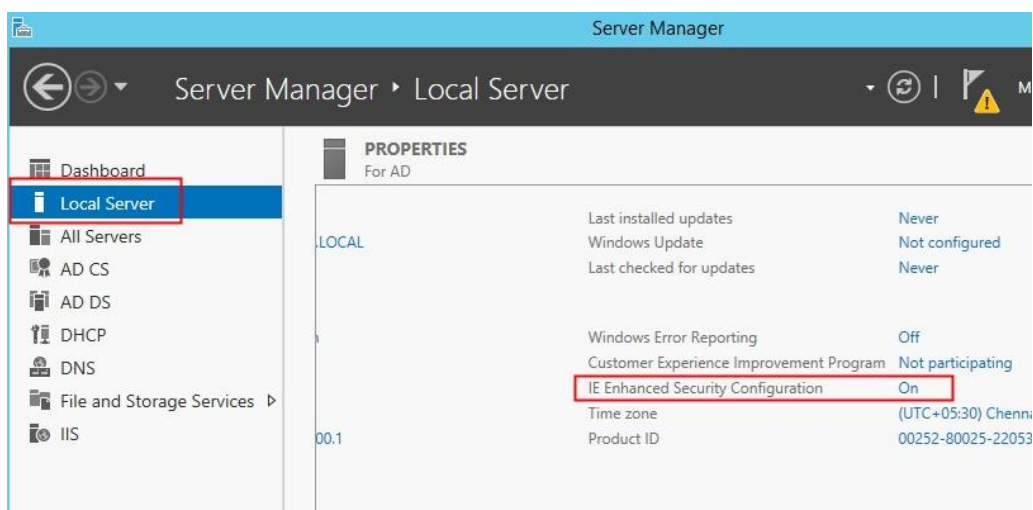 Server Manager
Server Manager ‣ Local Server
M
PROPERTIES
For AD
Dashboard
Local Server
All Servers
AD CS
AD DS
DHCP
DNS
File and Storage Services
IIS
.LOCAL
00.1
Last installed updates Never
Windows Update Not configured
Last checked for updates Never
Windows Error Reporting Off
Customer Experience Improvement Program Not participating
IE Enhanced Security Configuration On
Time zone (UTC+05:30) Chenna
Product ID 00252-80025-22053